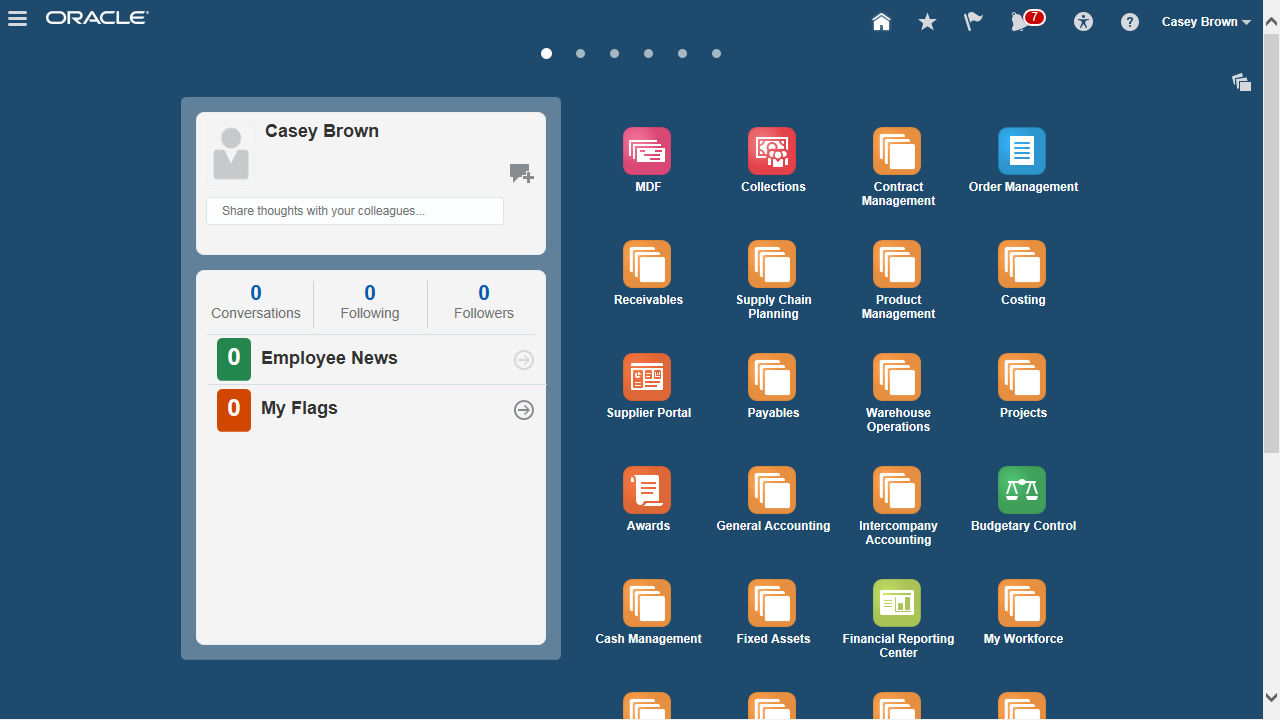 ORACLE
7
Casey Brown
Casey Brown
Share thoughts with your colleagues...
0
Conversations
0
Following
0
Followers
0
Employee News
0
My Flags
MDF
Collections
Contract
Management
Order Management
Receivables
Supply Chain
Planning
Product
Management
Costing
Supplier Portal
Payables
Warehouse
Operations
Projects
Awards
General Accounting
Intercompany
Accounting
Budgetary Control
Cash Management
Fixed Assets
Financial Reporting
Center
My Workforce